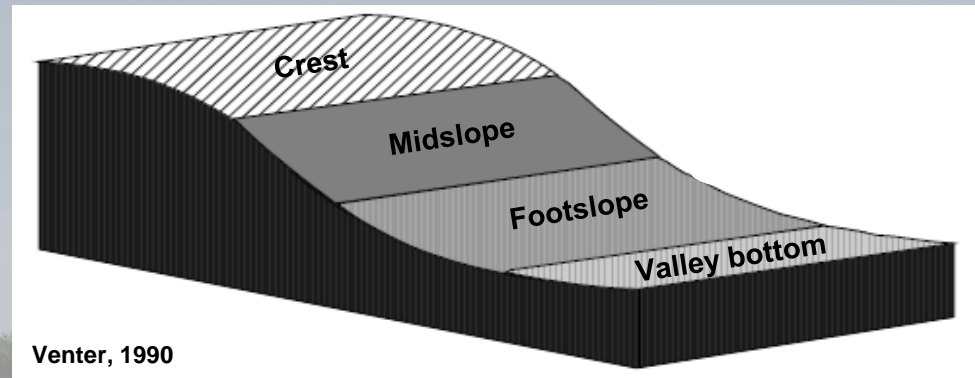 Crest
Midslope
Footslope
Valley bottom
Venter, 1990